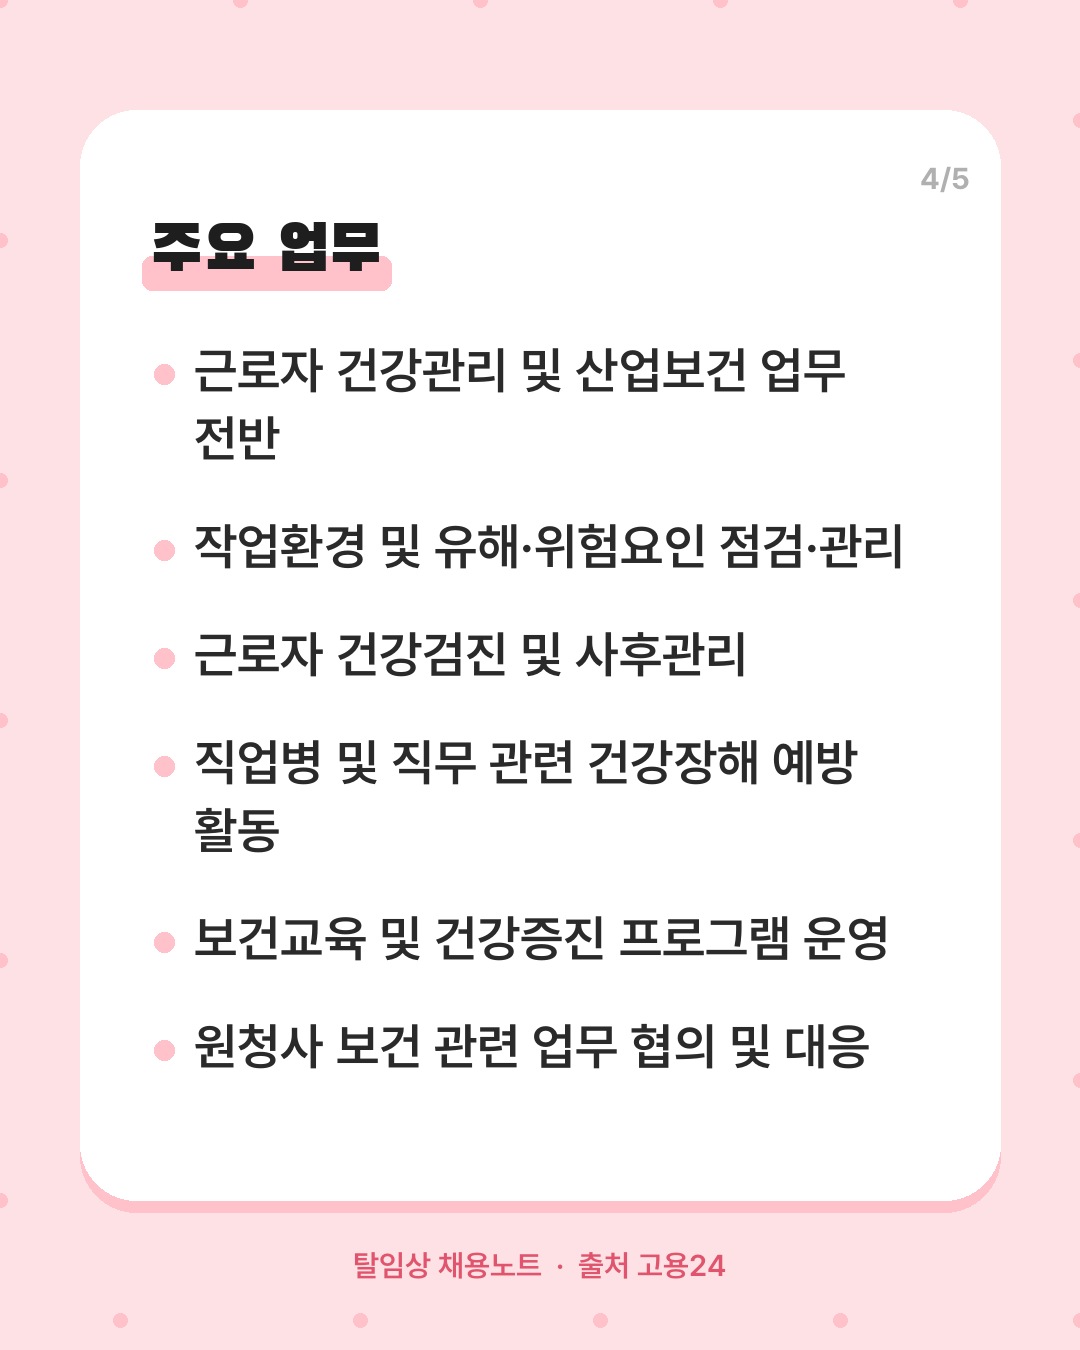 4/5
주요 업무
근로자 건강관리 및 산업보건 업무
전반
작업환경 및 유해·위험요인 점검·관리
근로자 건강검진 및 사후관리
직업병 및 직무 관련 건강장해 예방
활동
보건교육 및 건강증진 프로그램 운영
원청사 보건 관련 업무 협의 및 대응
탈임상 채용노트 · 출처 고용24